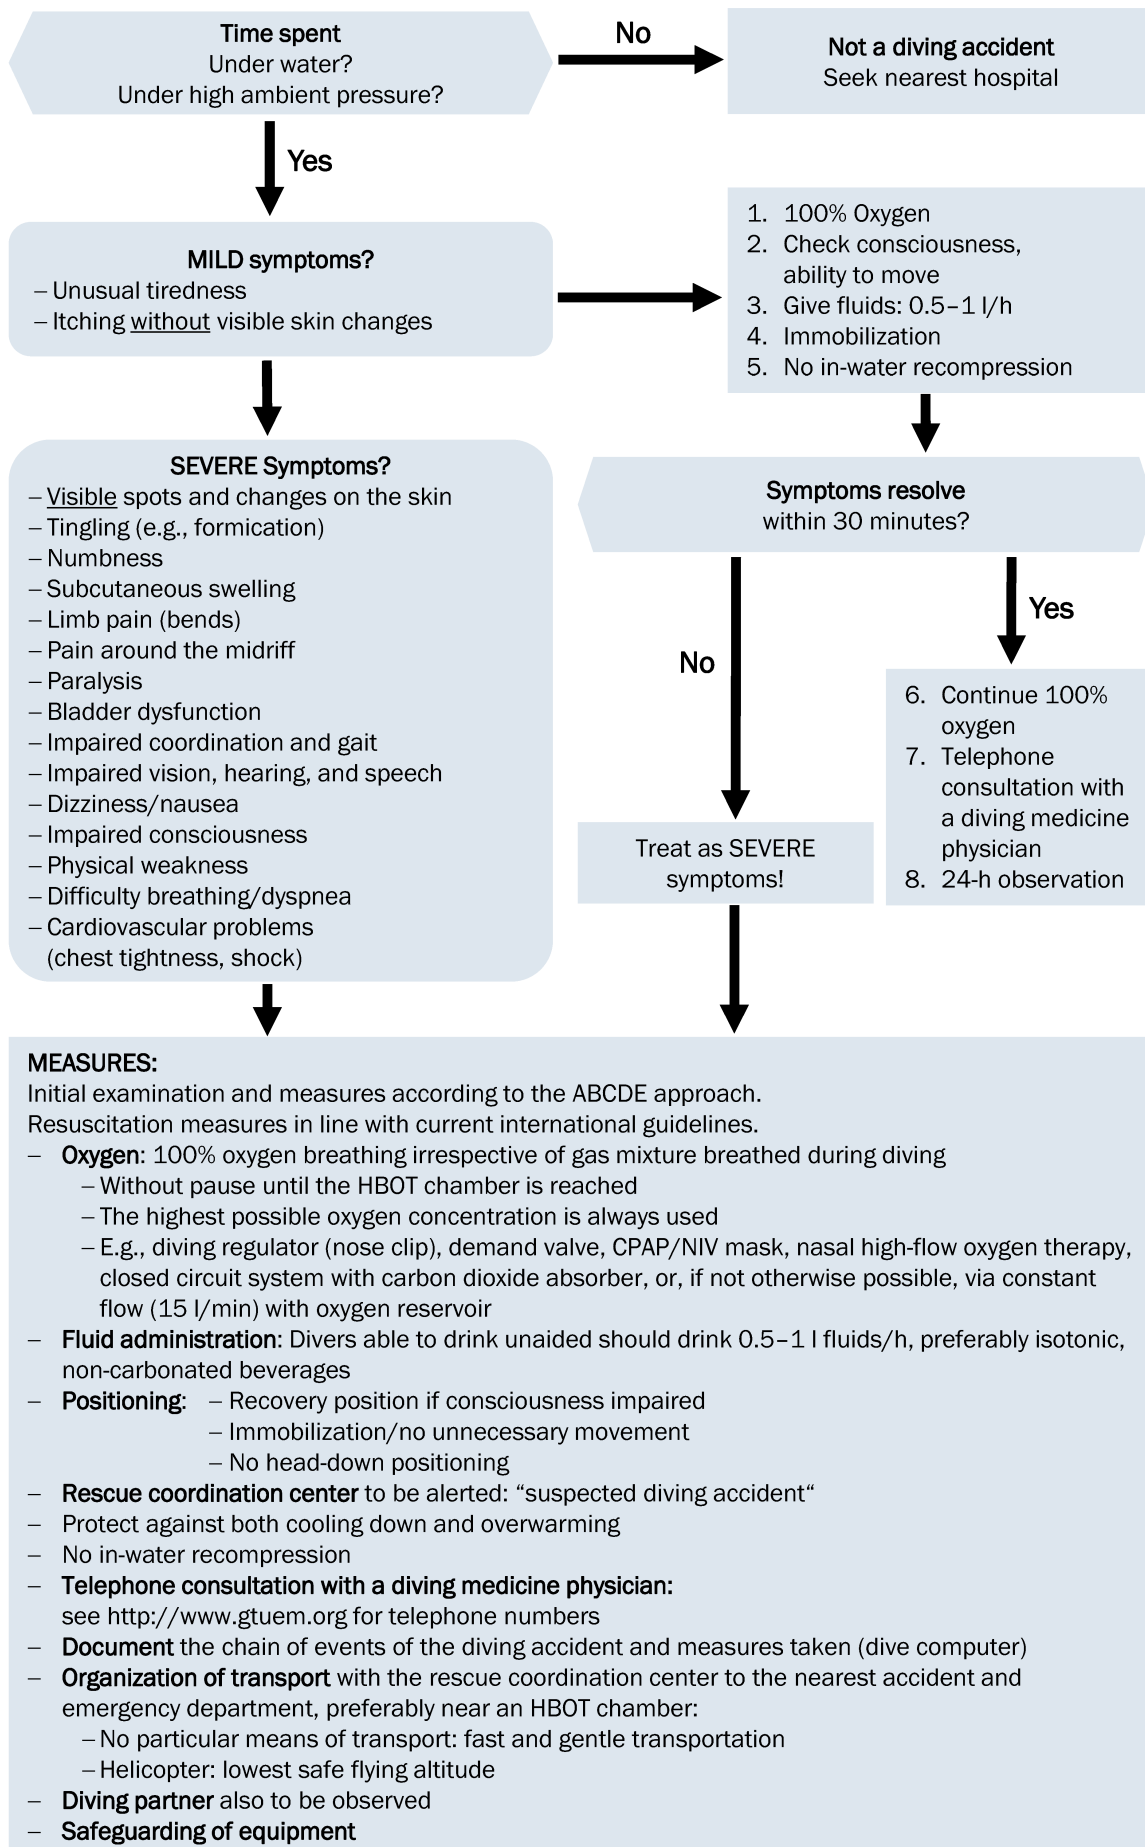 Time spent
Under water?
Under high ambient pressure?
No
Not a diving accident
Seek nearest hospital
Yes
MILD symptoms?
– Unusual tiredness
– Itching without visible skin changes
1. 100% Oxygen
2. Check consciousness,
ability to move
3. Give fluids: 0.5–1 l/h
4. Immobilization
5. No in-water recompression
SEVERE Symptoms?
– Visible spots and changes on the skin
– Tingling (e.g., formication)
– Numbness
– Subcutaneous swelling
– Limb pain (bends)
– Pain around the midriff
– Paralysis
– Bladder dysfunction
– Impaired coordination and gait
– Impaired vision, hearing, and speech
– Dizziness/nausea
– Impaired consciousness
– Physical weakness
– Difficulty breathing/dyspnea
– Cardiovascular problems
(chest tightness, shock)
Symptoms resolve
within 30 minutes?
No
Yes
Treat as SEVERE
symptoms!
6. Continue 100%
oxygen
7. Telephone
consultation with
a diving medicine
physician
8. 24-h observation
MEASURES:
Initial examination and measures according to the ABCDE approach.
Resuscitation measures in line with current international guidelines.
– Oxygen: 100% oxygen breathing irrespective of gas mixture breathed during diving
– Without pause until the HBOT chamber is reached
– The highest possible oxygen concentration is always used
– E.g., diving regulator (nose clip), demand valve, CPAP/NIV mask, nasal high-flow oxygen therapy,
closed circuit system with carbon dioxide absorber, or, if not otherwise possible, via constant
flow (15 l/min) with oxygen reservoir
– Fluid administration: Divers able to drink unaided should drink 0.5–1 l fluids/h, preferably isotonic,
non-carbonated beverages
– Positioning: – Recovery position if consciousness impaired
– Immobilization/no unnecessary movement
– No head-down positioning
– Rescue coordination center to be alerted: “suspected diving accident“
– Protect against both cooling down and overwarming
– No in-water recompression
– Telephone consultation with a diving medicine physician:
see http://www.gtuem.org for telephone numbers
– Document the chain of events of the diving accident and measures taken (dive computer)
– Organization of transport with the rescue coordination center to the nearest accident and
emergency department, preferably near an HBOT chamber:
– No particular means of transport: fast and gentle transportation
– Helicopter: lowest safe flying altitude
– Diving partner also to be observed
– Safeguarding of equipment